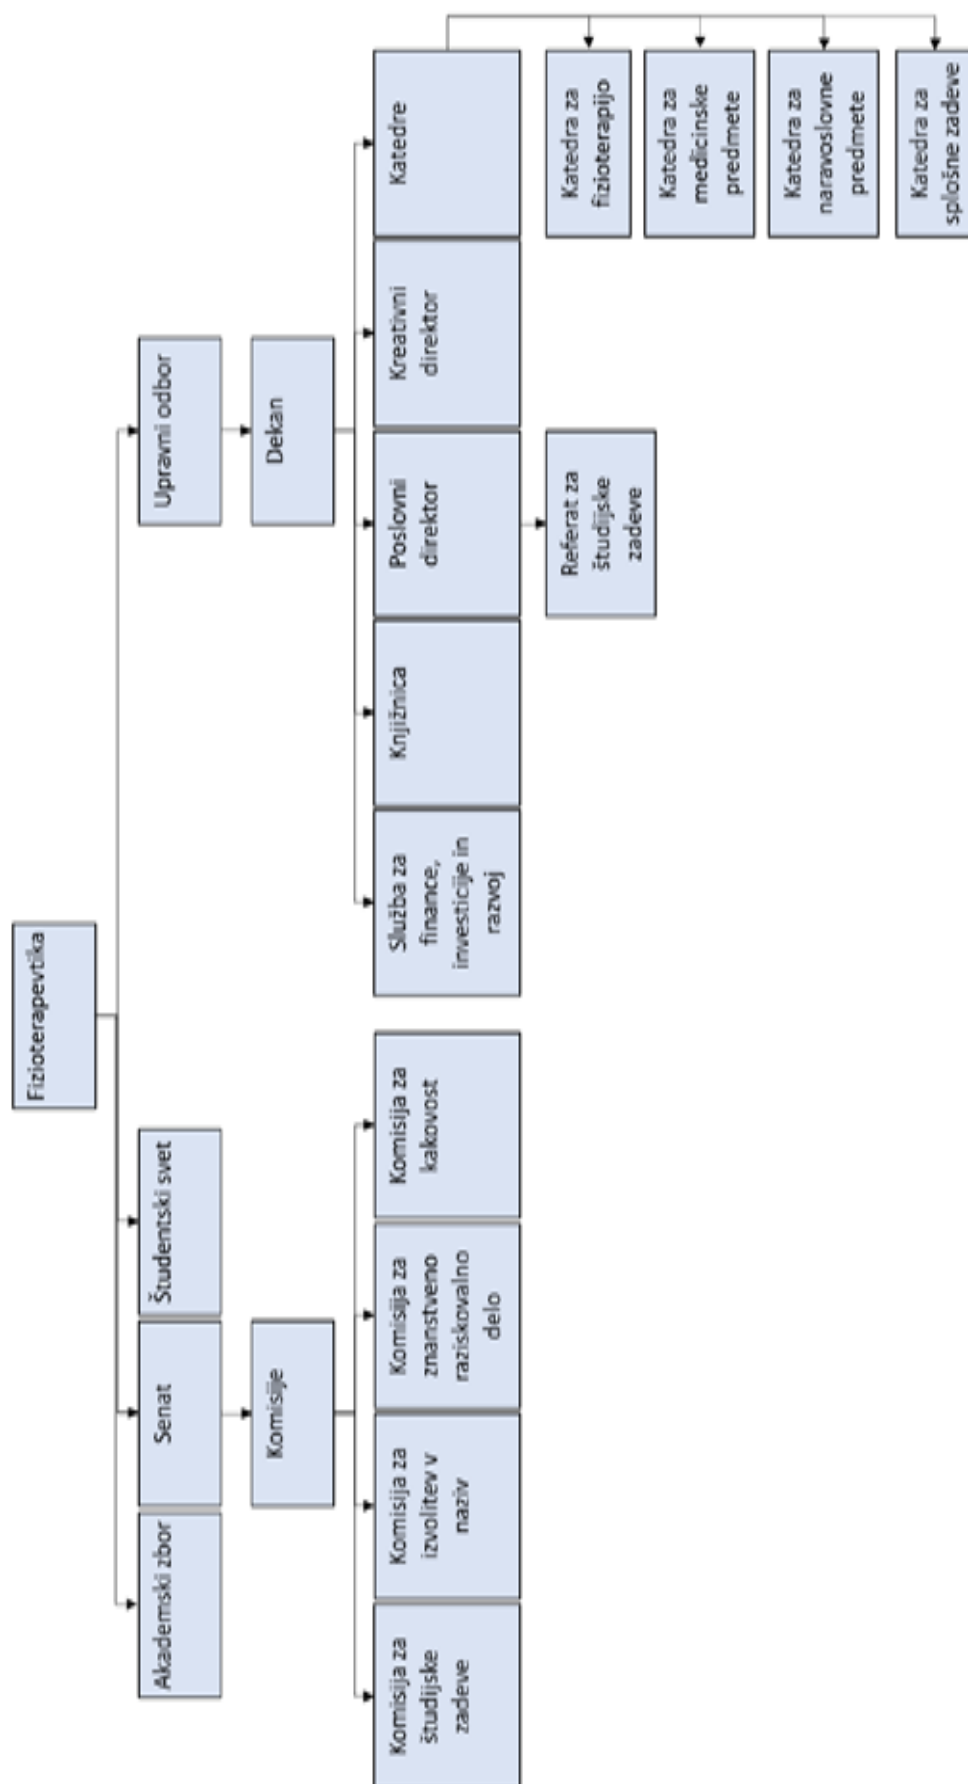 Fizioterapevtika
Akademski zbor
Senat
Študentski svet
Upravni odbor
Komisije
Dekan
Komisija za
študijske
zadeve
Komisija za
izvolitev v
naziv
Komisija za
znanstveno
raziskovalno
delo
Komisija za
kakovost
Služba za
finance,
investicije in
razvoj
Knjižnica
Poslovni
direktor
Kreativni
direktor
Katedre
Referat za
študijske
zadeve
Katedra za
fizioterapijo
Katedra za
medicinske
predmete
Katedra za
naravoslovne
predmete
Katedra za
splošne zadeve